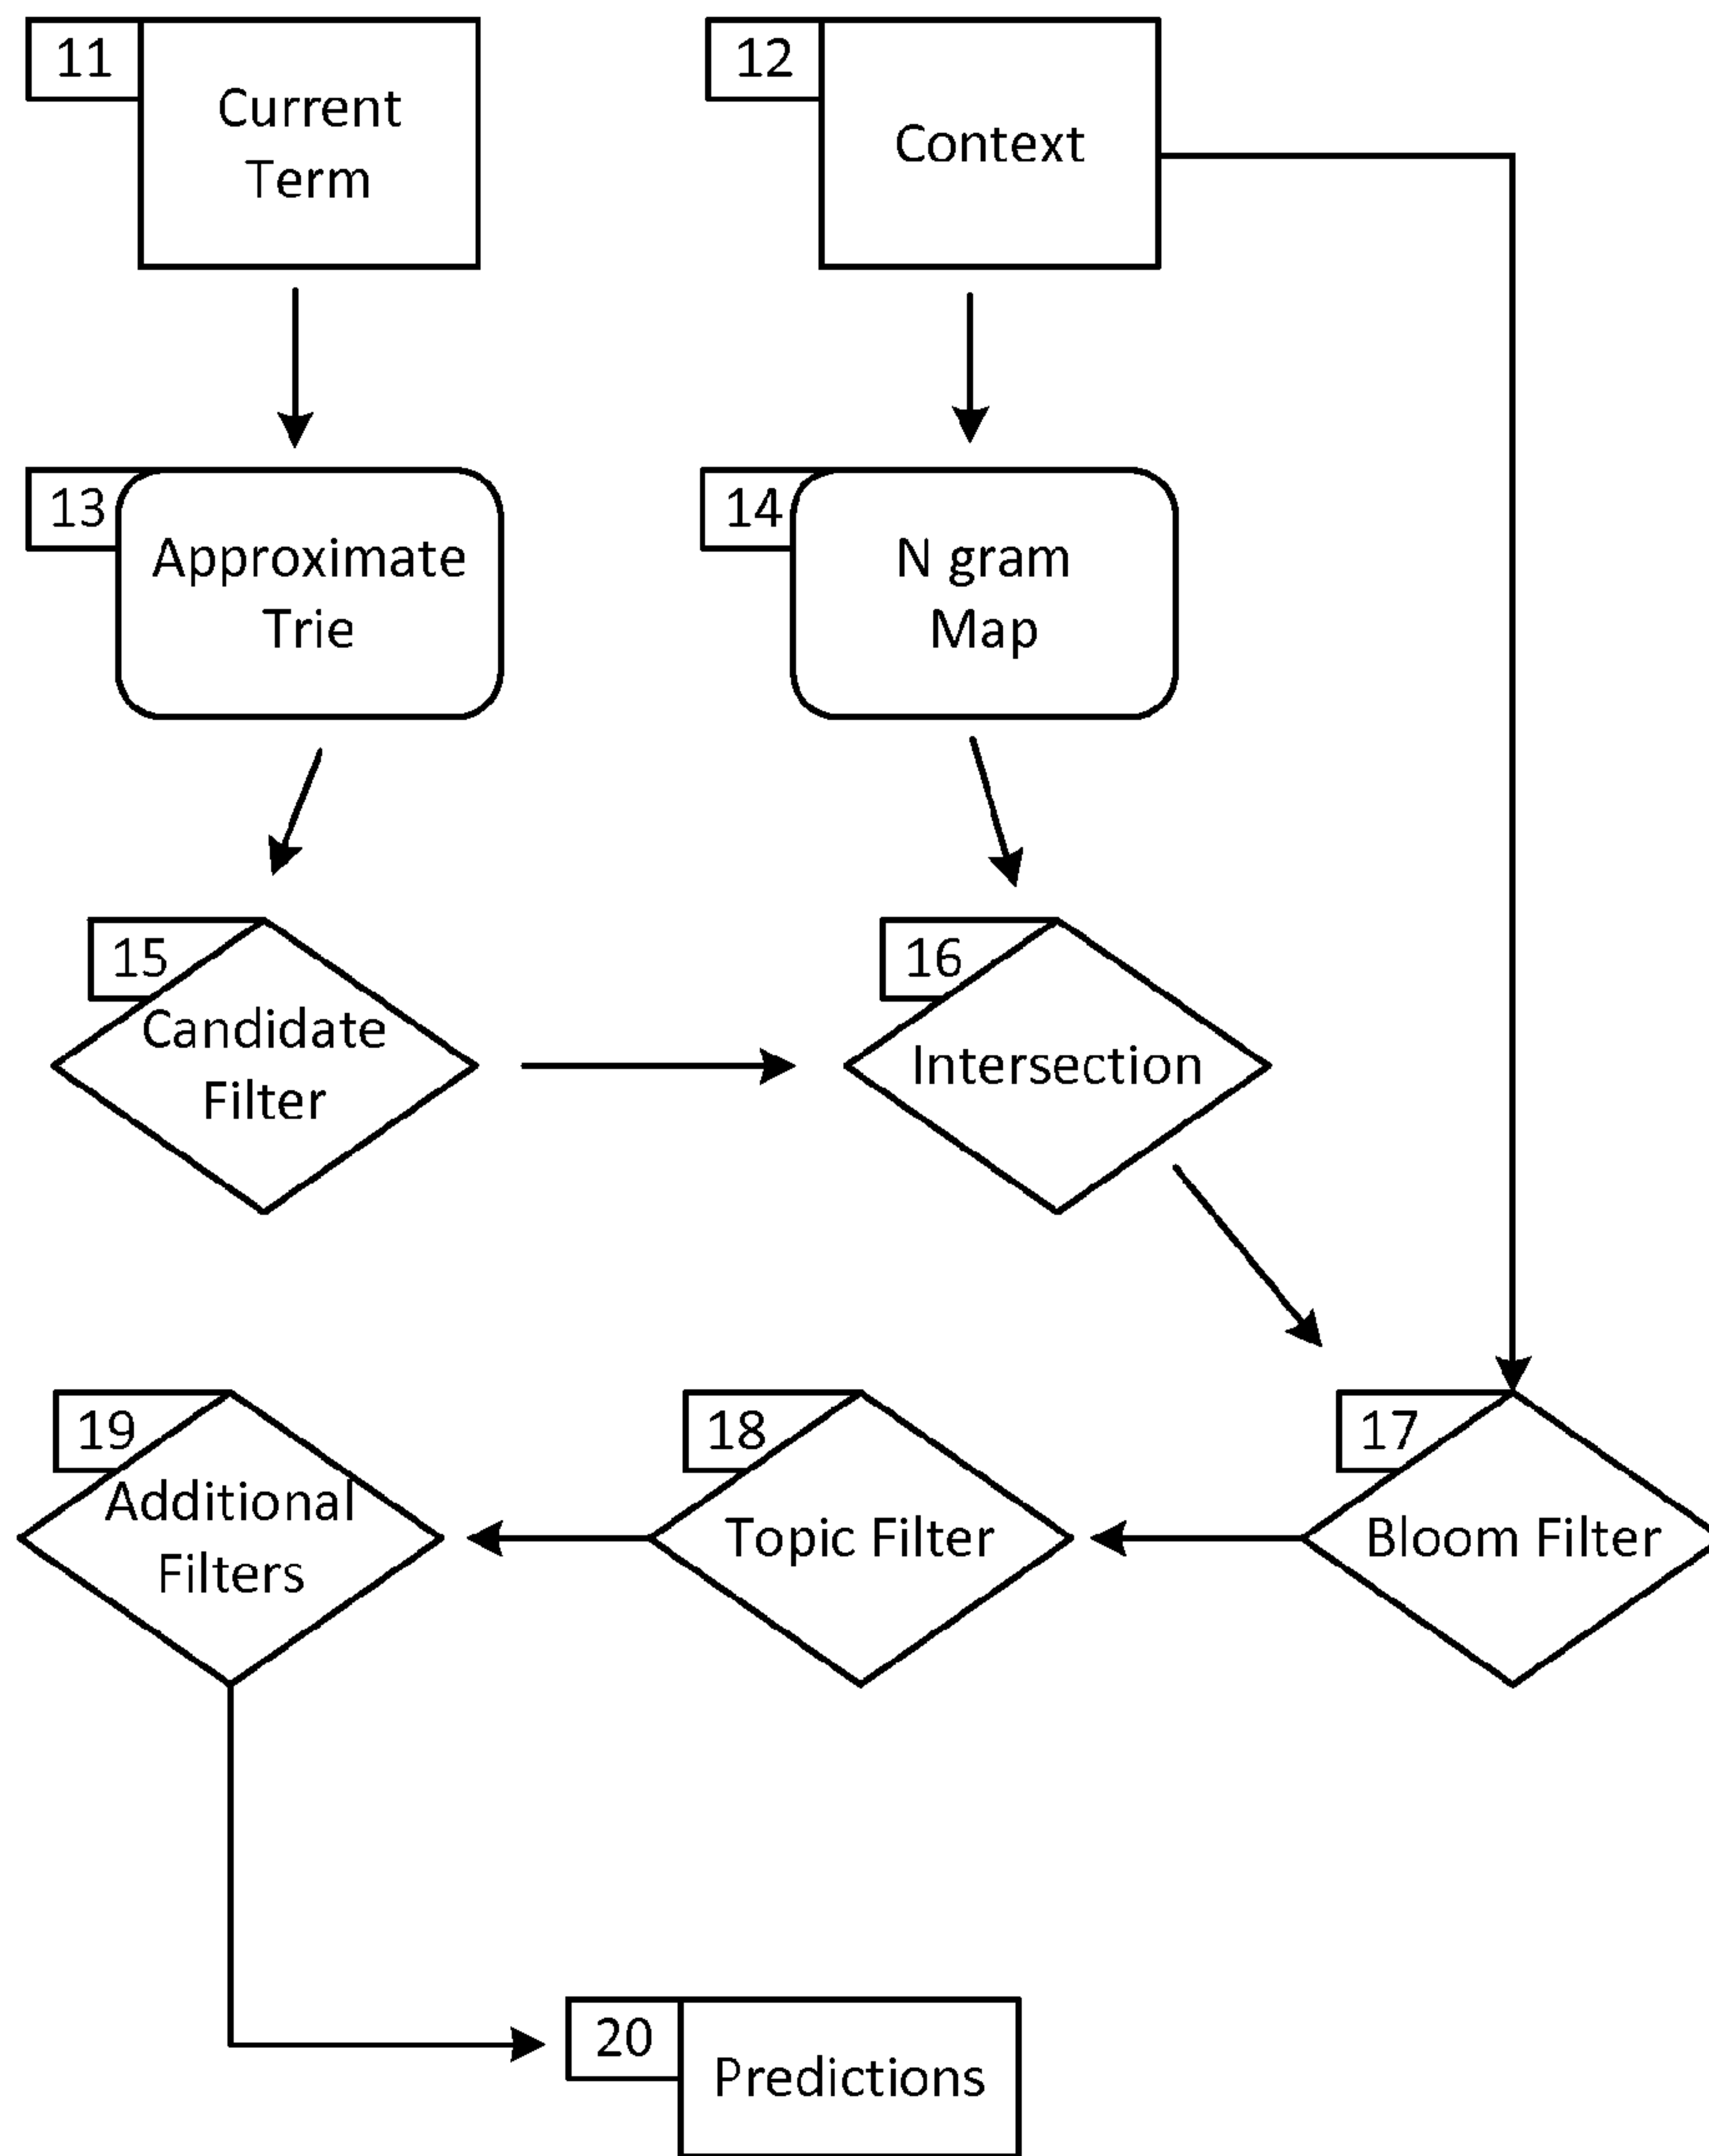 11
Current
Term
12
Context
13
Approximate
Trie
14
N gram
Map
15
Candidate
Filter
16
Intersection
19
Additional
Filters
18
Topic Filter
17
Bloom Filter
20
Predictions